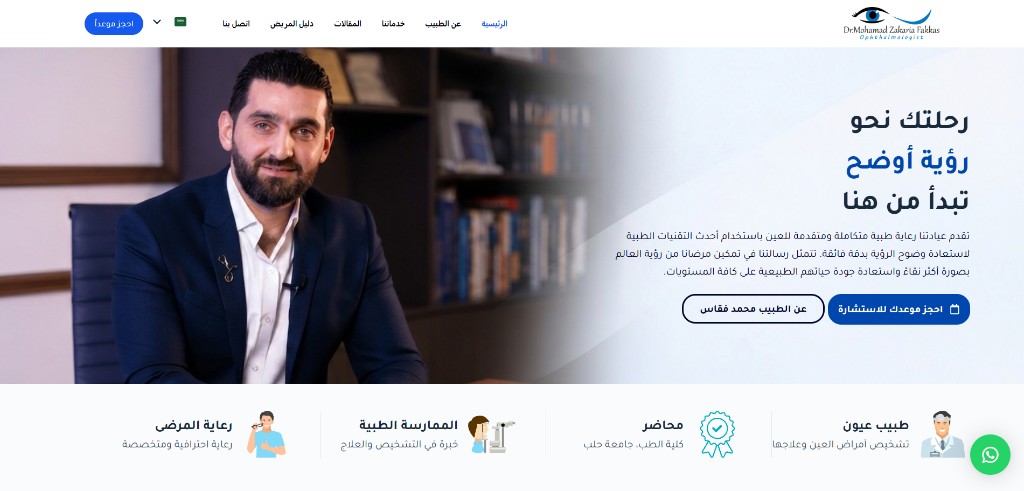 Dr.Mohamad Zakaria Fakkas
Ophthalmologist
الرئيسية
عن الطبيب
خدماتنا
المقالات
دليل المريض
اتصل بنا
احجز موعداً
رحلتك نحو
رؤية أوضح
تبدأ من هنا
تقدم عيادتنا رعاية طبية متكاملة ومتقدمة للعين باستخدام أحدث التقنيات الطبية
لاستعادة وضوح الرؤية بدقة فائقة. تتمثل رسالتنا في تمكين مرضانا من رؤية العالم
بصورة أكثر نقاءً واستعادة جودة حياتهم الطبيعية على كافة المستويات.
احجز موعدك للاستشارة
عن الطبيب محمد فقاس
طبيب عيون
تشخيص أمراض العين وعلاجها
محاضر
كلية الطب، جامعة حلب
الممارسة الطبية
خبرة في التشخيص والعلاج
رعاية المرضى
رعاية احترافية ومتخصصة